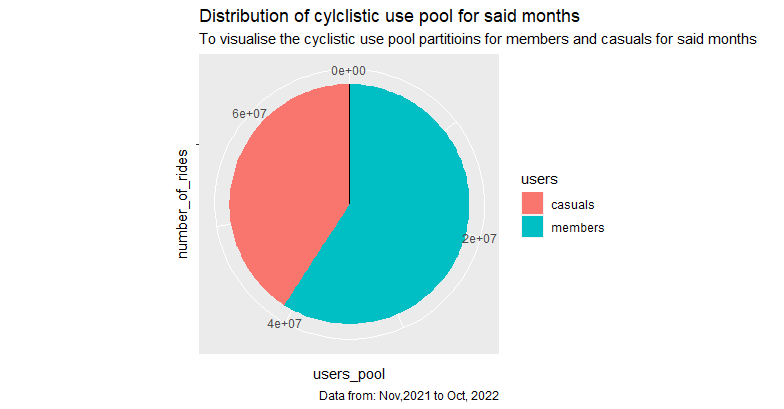 Distribution of cylclistic use pool for said months
To visualise the cyclistic use pool partitioins for members and casuals for said months
0e+00
6e+07
number_of_rides
users
casuals
members
2e+07
4e+07
users_pool
Data from: Nov,2021 to Oct, 2022